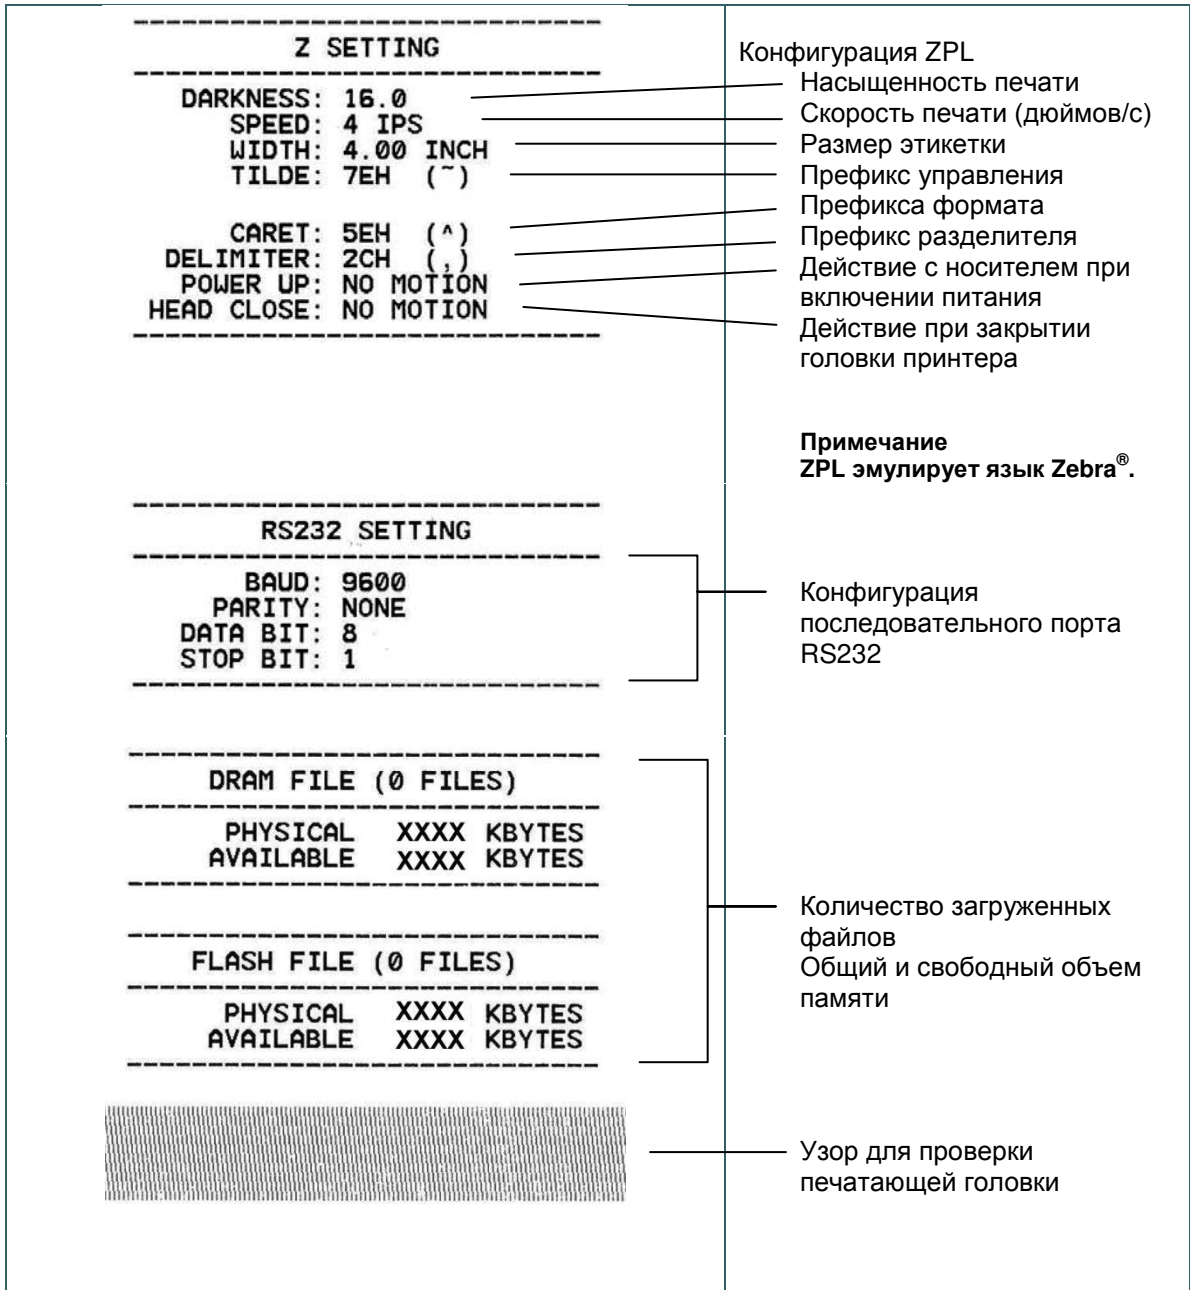 Z SETTING
DARKNESS: 16.0
SPEED: 4 IPS
WIDTH: 4.00 INCH
TILDE: 7EH (~)
CARET: 5EH (^)
DELIMITER: 2CH (,)
POWER UP: NO MOTION
HEAD CLOSE: NO MOTION
Конфигурация ZPL
Насыщенность печати
Скорость печати (дюймов/с)
Размер этикетки
Префикс управления
Префикса формата
Префикс разделителя
Действие с носителем при
включении питания
Действие при закрытии
головки принтера
Примечание
ZPL эмулирует язык Zebra®.
RS232 SETTING
BAUD: 9600
PARITY: NONE
DATA BIT: 8
STOP BIT: 1
Конфигурация
последовательного порта
RS232
DRAM FILE (0 FILES)
PHYSICAL XXXX KBYTES
AVAILABLE XXXX KBYTES
FLASH FILE (0 FILES)
PHYSICAL XXXX KBYTES
AVAILABLE XXXX KBYTES
Количество загруженных
файлов
Общий и свободный объем
памяти
Узор для проверки
печатающей головки